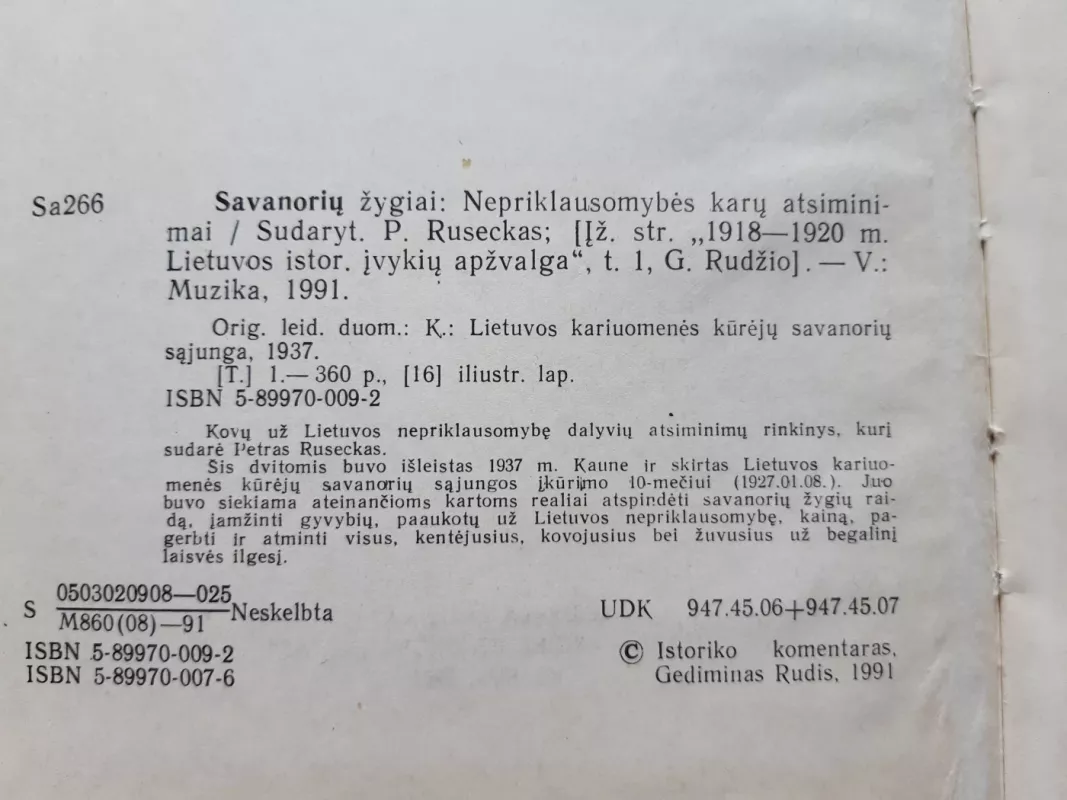 Sa266
Savanorių žygiai: Nepriklausomybės karų atsimini-
mai / Sudaryt. P. Ruseckas; [Įž. str. „1918—1920 m.
Lietuvos istor. įvykių apžvalga“, t. 1, G. Rudžio]. — V.:
Muzika, 1991.
Orig. leid. duom.: K.: Lietuvos kariuomenės kūrėjų savanorių
sąjunga, 1937.
[T.] 1.— 360 p., [16] iliustr. lap.
ISBN 5-89970-009-2
Kovų už Lietuvos nepriklausomybę dalyvių atsiminimų rinkinys, kurį
sudarė Petras Ruseckas.
Šis dvitomis buvo išleistas 1937 m. Kaune ir skirtas Lietuvos kariuo-
menės kūrėjų savanorių sąjungos įkūrimo 10-mečiui (1927.01.08.). Juo
buvo siekiama ateinančioms kartoms realiai atspindėti savanorių žygių rai-
dą, įamžinti gyvybių, paaukotų už Lietuvos nepriklausomybę, kainą, pa-
gerbti ir atminti visus, kentėjusius, kovojusius bei žuvusius už begalinį
laisvės ilgesį.
S 0503020908—025 Neskelbta
M860(08)—91
UDK 947.45.06+947.45.07
ISBN 5-89970-009-2
ISBN 5-89970-007-6
© Istoriko komentaras,
Gediminas Rudis, 1991